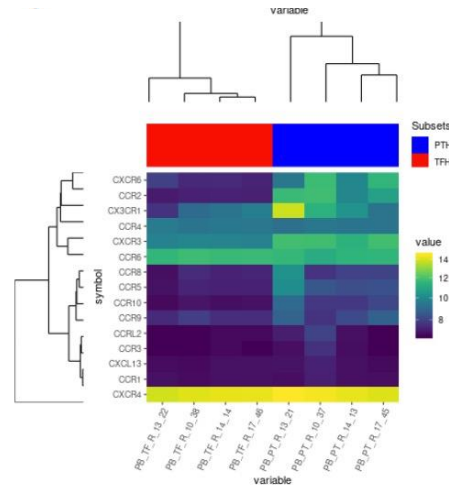 variable
Subsets
PTH
TFH
CXCR6
CCR2
CX3CR1
CCR4
CXCR3
CCR6
CCR8
CCR5
CCR10
CCR9
CCRL2
CCR3
CXCL13
CCR1
CXCR4
symbol
value
14
12
10
8
PB_TF_R_13_22
PB_TF_R_10_38
PB_TF_R_14_14
PB_TF_R_17_46
PB_PT_R_13_21
PB_PT_R_10_37
PB_PT_R_14_13
PB_PT_R_17_45
variable